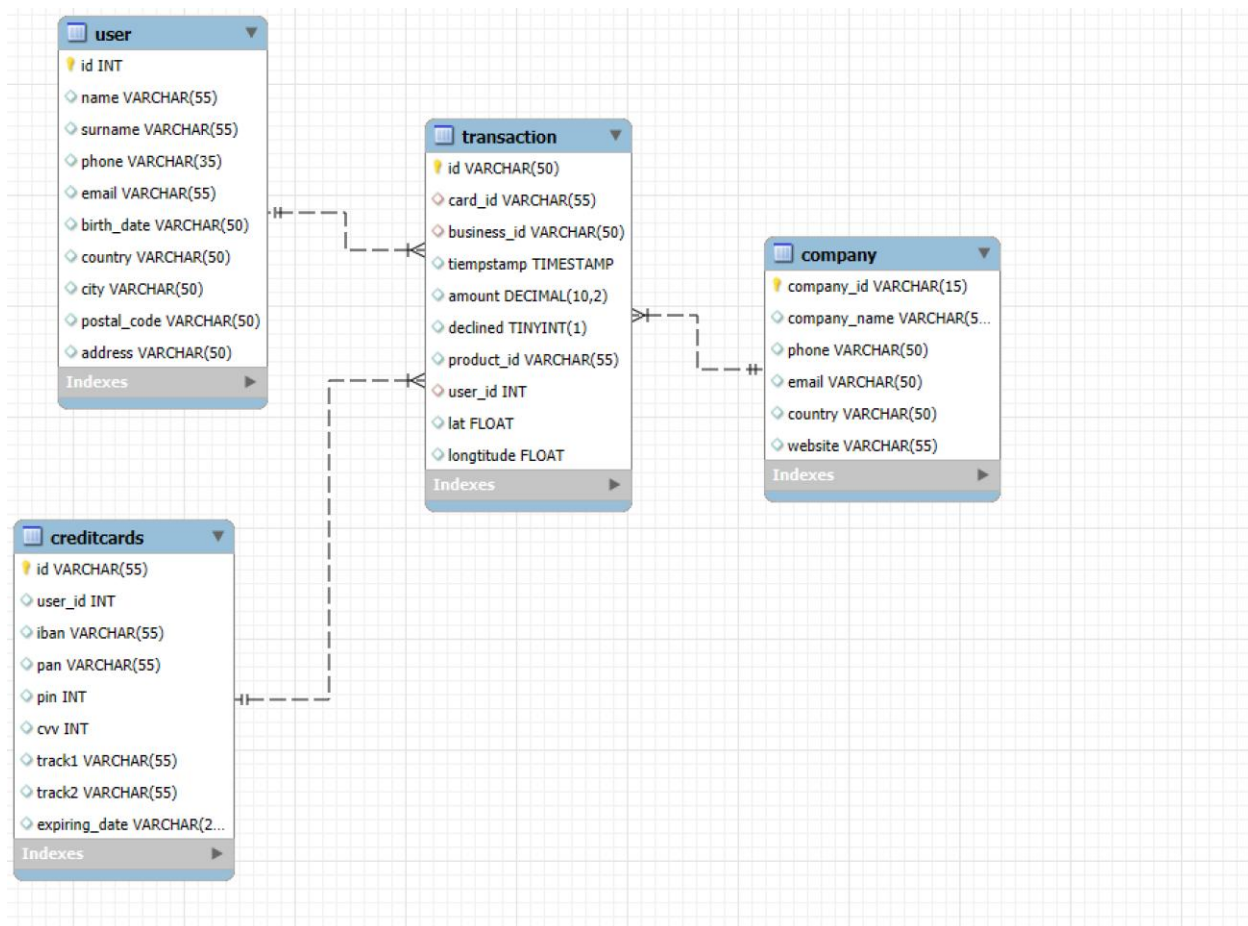 user
id INT
name VARCHAR(55)
surname VARCHAR(55)
phone VARCHAR(35)
email VARCHAR(55)
birth_date VARCHAR(50)
country VARCHAR(50)
city VARCHAR(50)
postal_code VARCHAR(50)
address VARCHAR(50)
Indexes
transaction
id VARCHAR(50)
card_id VARCHAR(55)
business_id VARCHAR(50)
tiempstamp TIMESTAMP
amount DECIMAL(10,2)
declined TINYINT(1)
product_id VARCHAR(55)
user_id INT
lat FLOAT
longtitude FLOAT
Indexes
company
company_id VARCHAR(15)
company_name VARCHAR(5...
phone VARCHAR(50)
email VARCHAR(50)
country VARCHAR(50)
website VARCHAR(55)
Indexes
creditcards
id VARCHAR(55)
user_id INT
iban VARCHAR(55)
pan VARCHAR(55)
pin INT
cvv INT
track1 VARCHAR(55)
track2 VARCHAR(55)
expiring_date VARCHAR(2...
Indexes